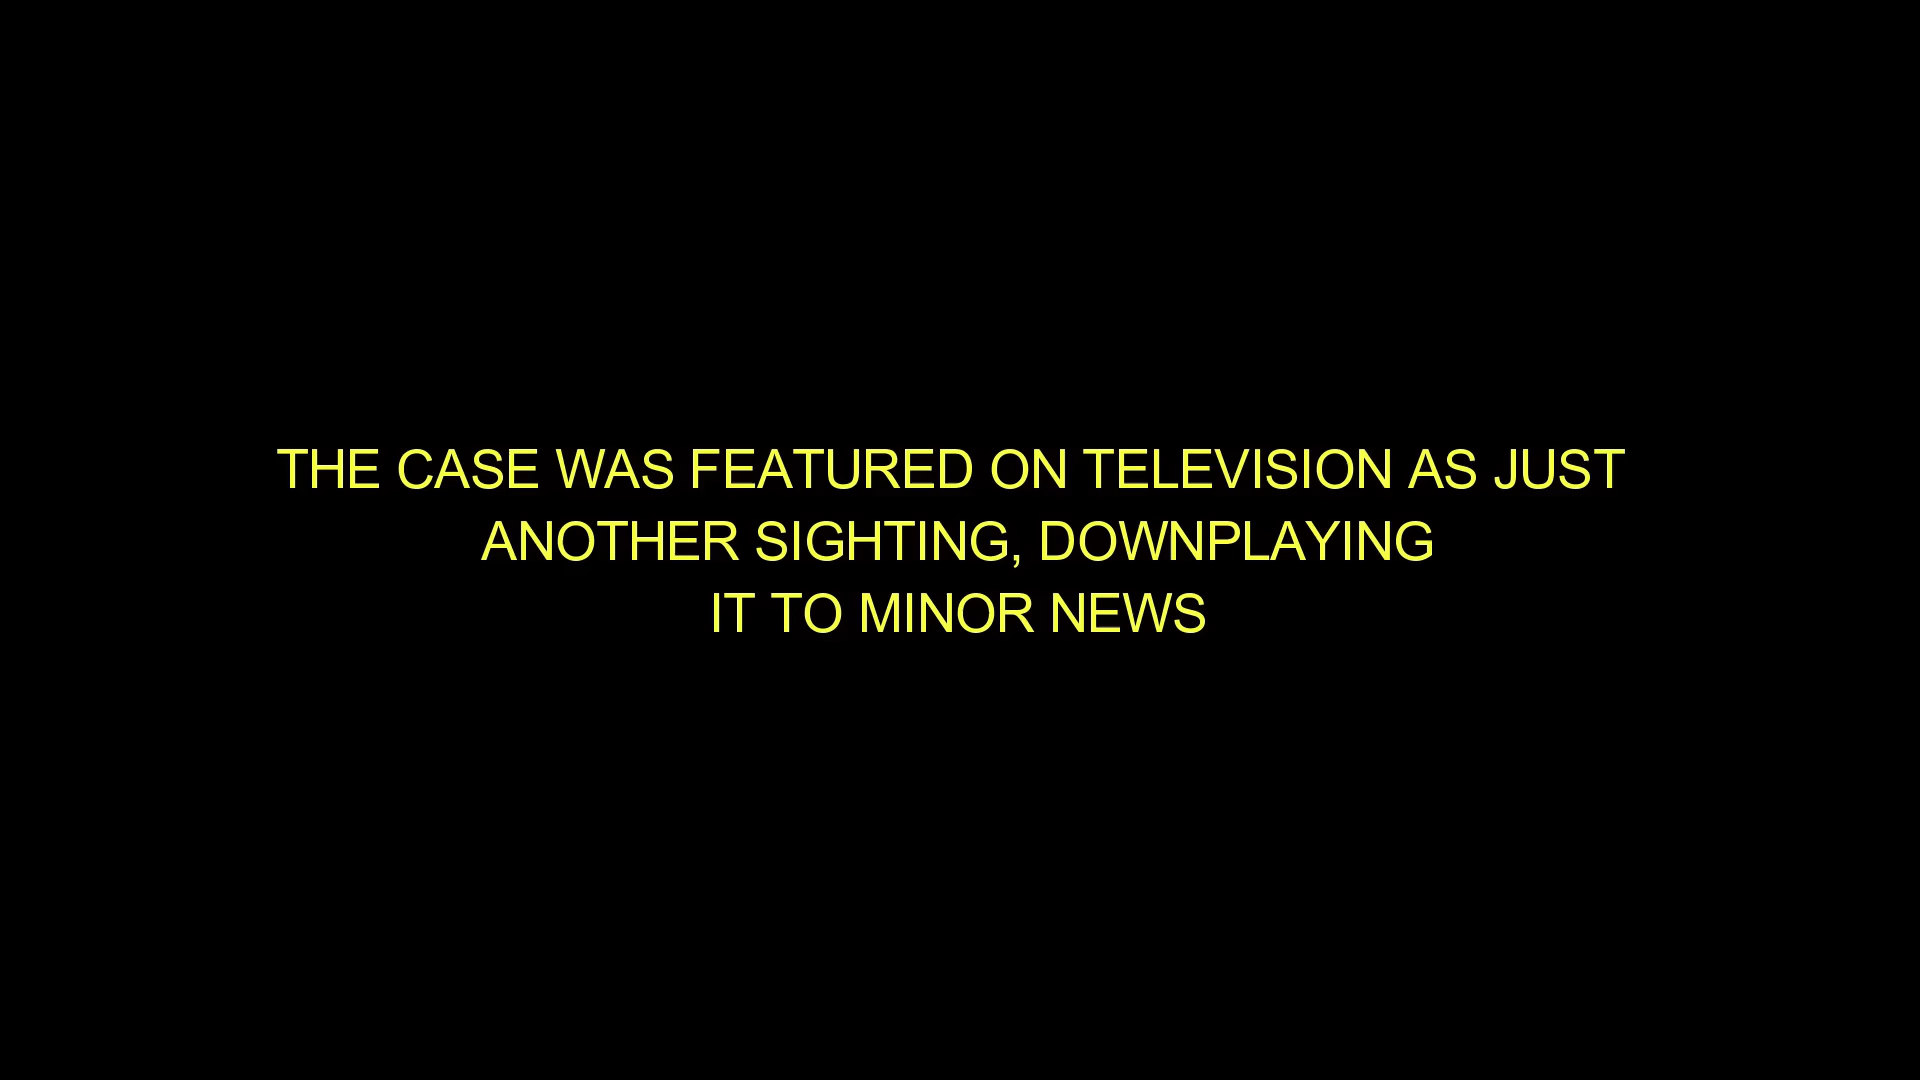 THE CASE WAS FEATURED ON TELEVISION AS JUST
ANOTHER SIGHTING, DOWNPLAYING
IT TO MINOR NEWS